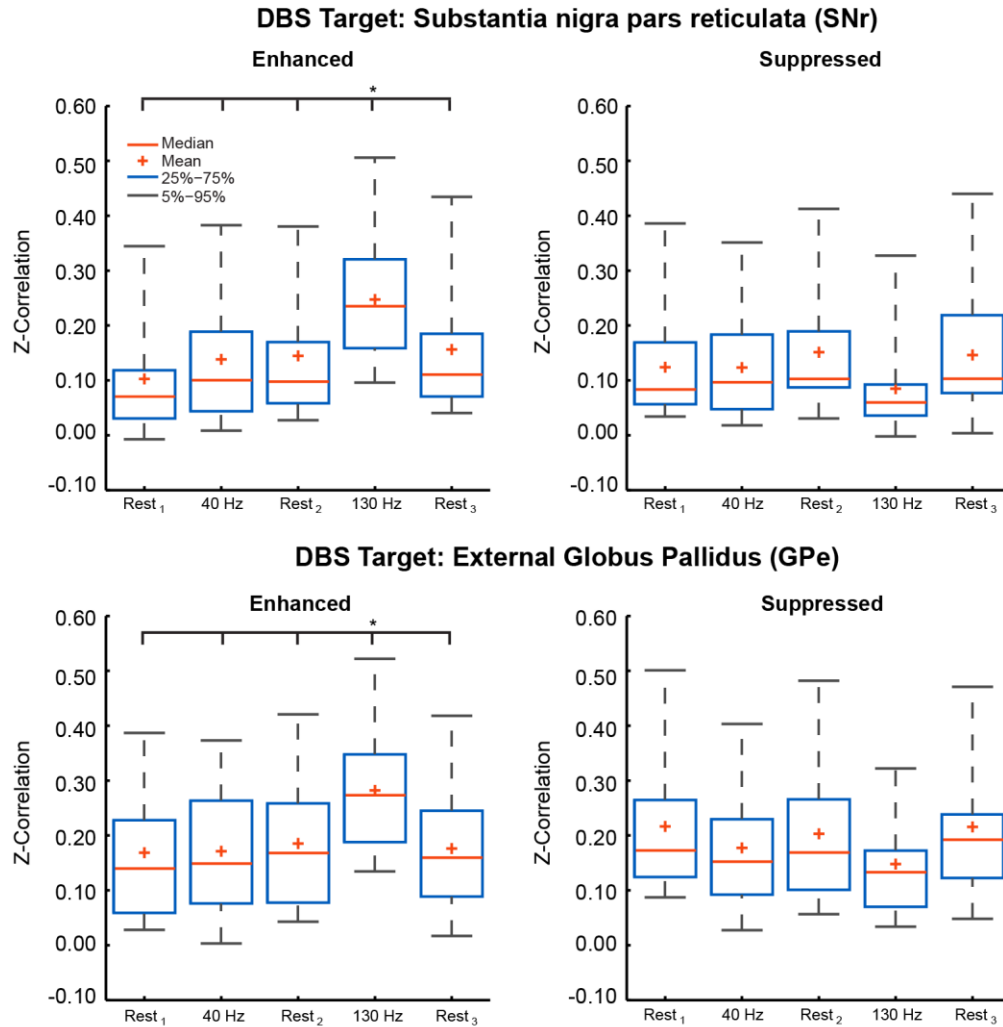 DBS Target: Substantia nigra pars reticulata (SNr)
Enhanced
*
0.60
0.50
0.40
0.30
0.20
0.10
0.00
-0.10
Z-Correlation
Median
Mean
25%−75%
5%−95%
Rest 1 40 Hz Rest 2 130 Hz Rest 3
Suppressed
0.60
0.50
0.40
0.30
0.20
0.10
0.00
-0.10
Z-Correlation
Rest 1 40 Hz Rest 2 130 Hz Rest 3
DBS Target: External Globus Pallidus (GPe)
Enhanced
*
0.60
0.50
0.40
0.30
0.20
0.10
0.00
-0.10
Z-Correlation
Rest 1 40 Hz Rest 2 130 Hz Rest 3
Suppressed
0.60
0.50
0.40
0.30
0.20
0.10
0.00
-0.10
Z-Correlation
Rest 1 40 Hz Rest 2 130 Hz Rest 3